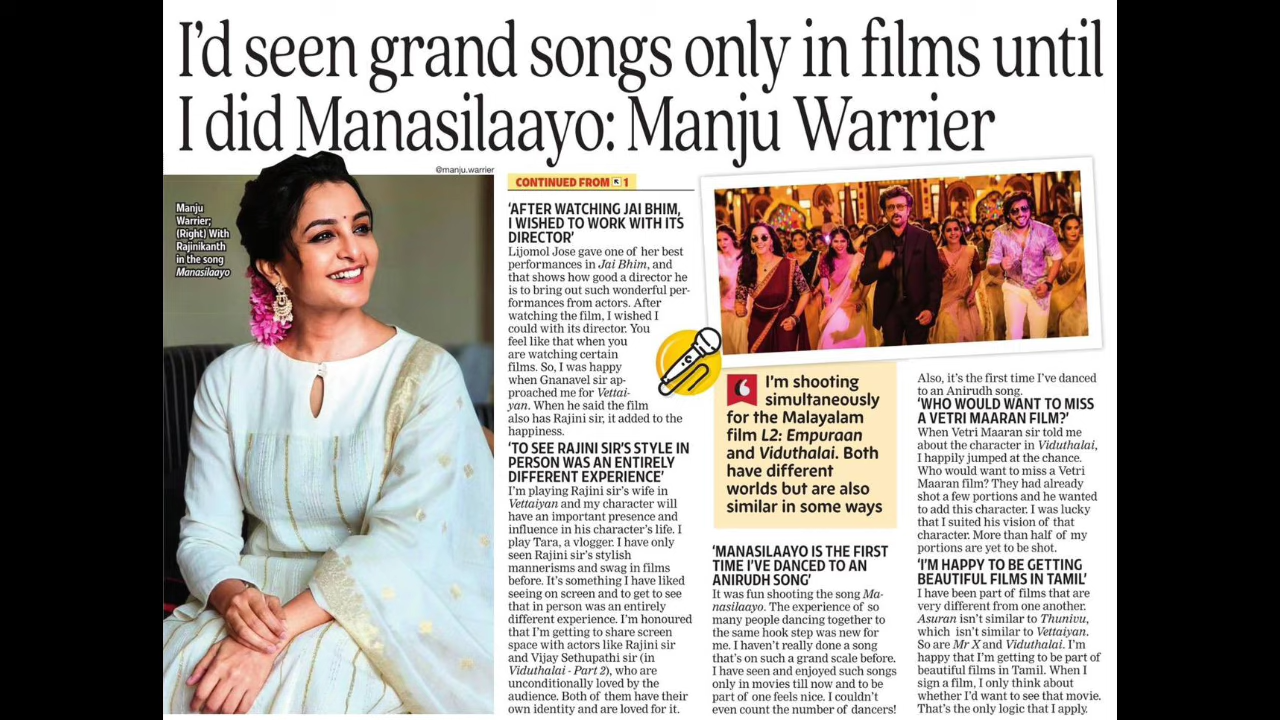 I'd seen grand songs only in films until
I did Manasilaayo: Manju Warrier
@manju.warrier
Manju
Warrier;
(Right) With
Rajinikanth
in the song
Manasilaayo
CONTINUED FROM 1
'AFTER WATCHING JAI BHIM,
I WISHED TO WORK WITH ITS
DIRECTOR'
Lijomol Jose gave one of her best
performances in Jai Bhim, and
that shows how good a director he
is to bring out such wonderful per-
formances from actors. After
watching the film, I wished I
could with its director. You
feel like that when you
are watching certain
films. So, I was happy
when Gnanavel sir ap-
proached me for Vettai-
yan. When he said the film
also has Rajini sir, it added to the
happiness.
'TO SEE RAJINI SIR'S STYLE IN
PERSON WAS AN ENTIRELY
DIFFERENT EXPERIENCE'
I'm playing Rajini sir's wife in
Vettaiyan and my character will
have an important presence and
influence in his character's life. I
play Tara, a vlogger. I have only
seen Rajini sir's stylish
mannerisms and swag in films
before. It's something I have liked
seeing on screen and to get to see
that in person was an entirely
different experience. I'm honoured
that I'm getting to share screen
space with actors like Rajini sir
and Vijay Sethupathi sir (in
Viduthalai - Part 2), who are
unconditionally loved by the
audience. Both of them have their
own identity and are loved for it.
I'm shooting
simultaneously
for the Malayalam
film L2: Empuraan
and Viduthalai. Both
have different
worlds but are also
similar in some ways
'MANASILAAYO IS THE FIRST
TIME I'VE DANCED TO AN
ANIRUDH SONG'
It was fun shooting the song Ma-
nasilaayo. The experience of so
many people dancing together to
the same hook step was new for
me. I haven't really done a song
that's on such a grand scale before.
I have seen and enjoyed such songs
only in movies till now and to be
part of one feels nice. I couldn't
even count the number of dancers!
Also, it's the first time I've danced
to an Anirudh song.
'WHO WOULD WANT TO MISS
A VETRI MAARAN FILM?'
When Vetri Maaran sir told me
about the character in Viduthalai,
I happily jumped at the chance.
Who would want to miss a Vetri
Maaran film? They had already
shot a few portions and he wanted
to add this character. I was lucky
that I suited his vision of that
character. More than half of my
portions are yet to be shot.
'I'M HAPPY TO BE GETTING
BEAUTIFUL FILMS IN TAMIL'
I have been part of films that are
very different from one another.
Asuran isn't similar to Thunivu,
which isn't similar to Vettaiyan.
So are Mr X and Viduthalai. I'm
happy that I'm getting to be part of
beautiful films in Tamil. When I
sign a film, I only think about
whether I'd want to see that movie.
That's the only logic that I apply.